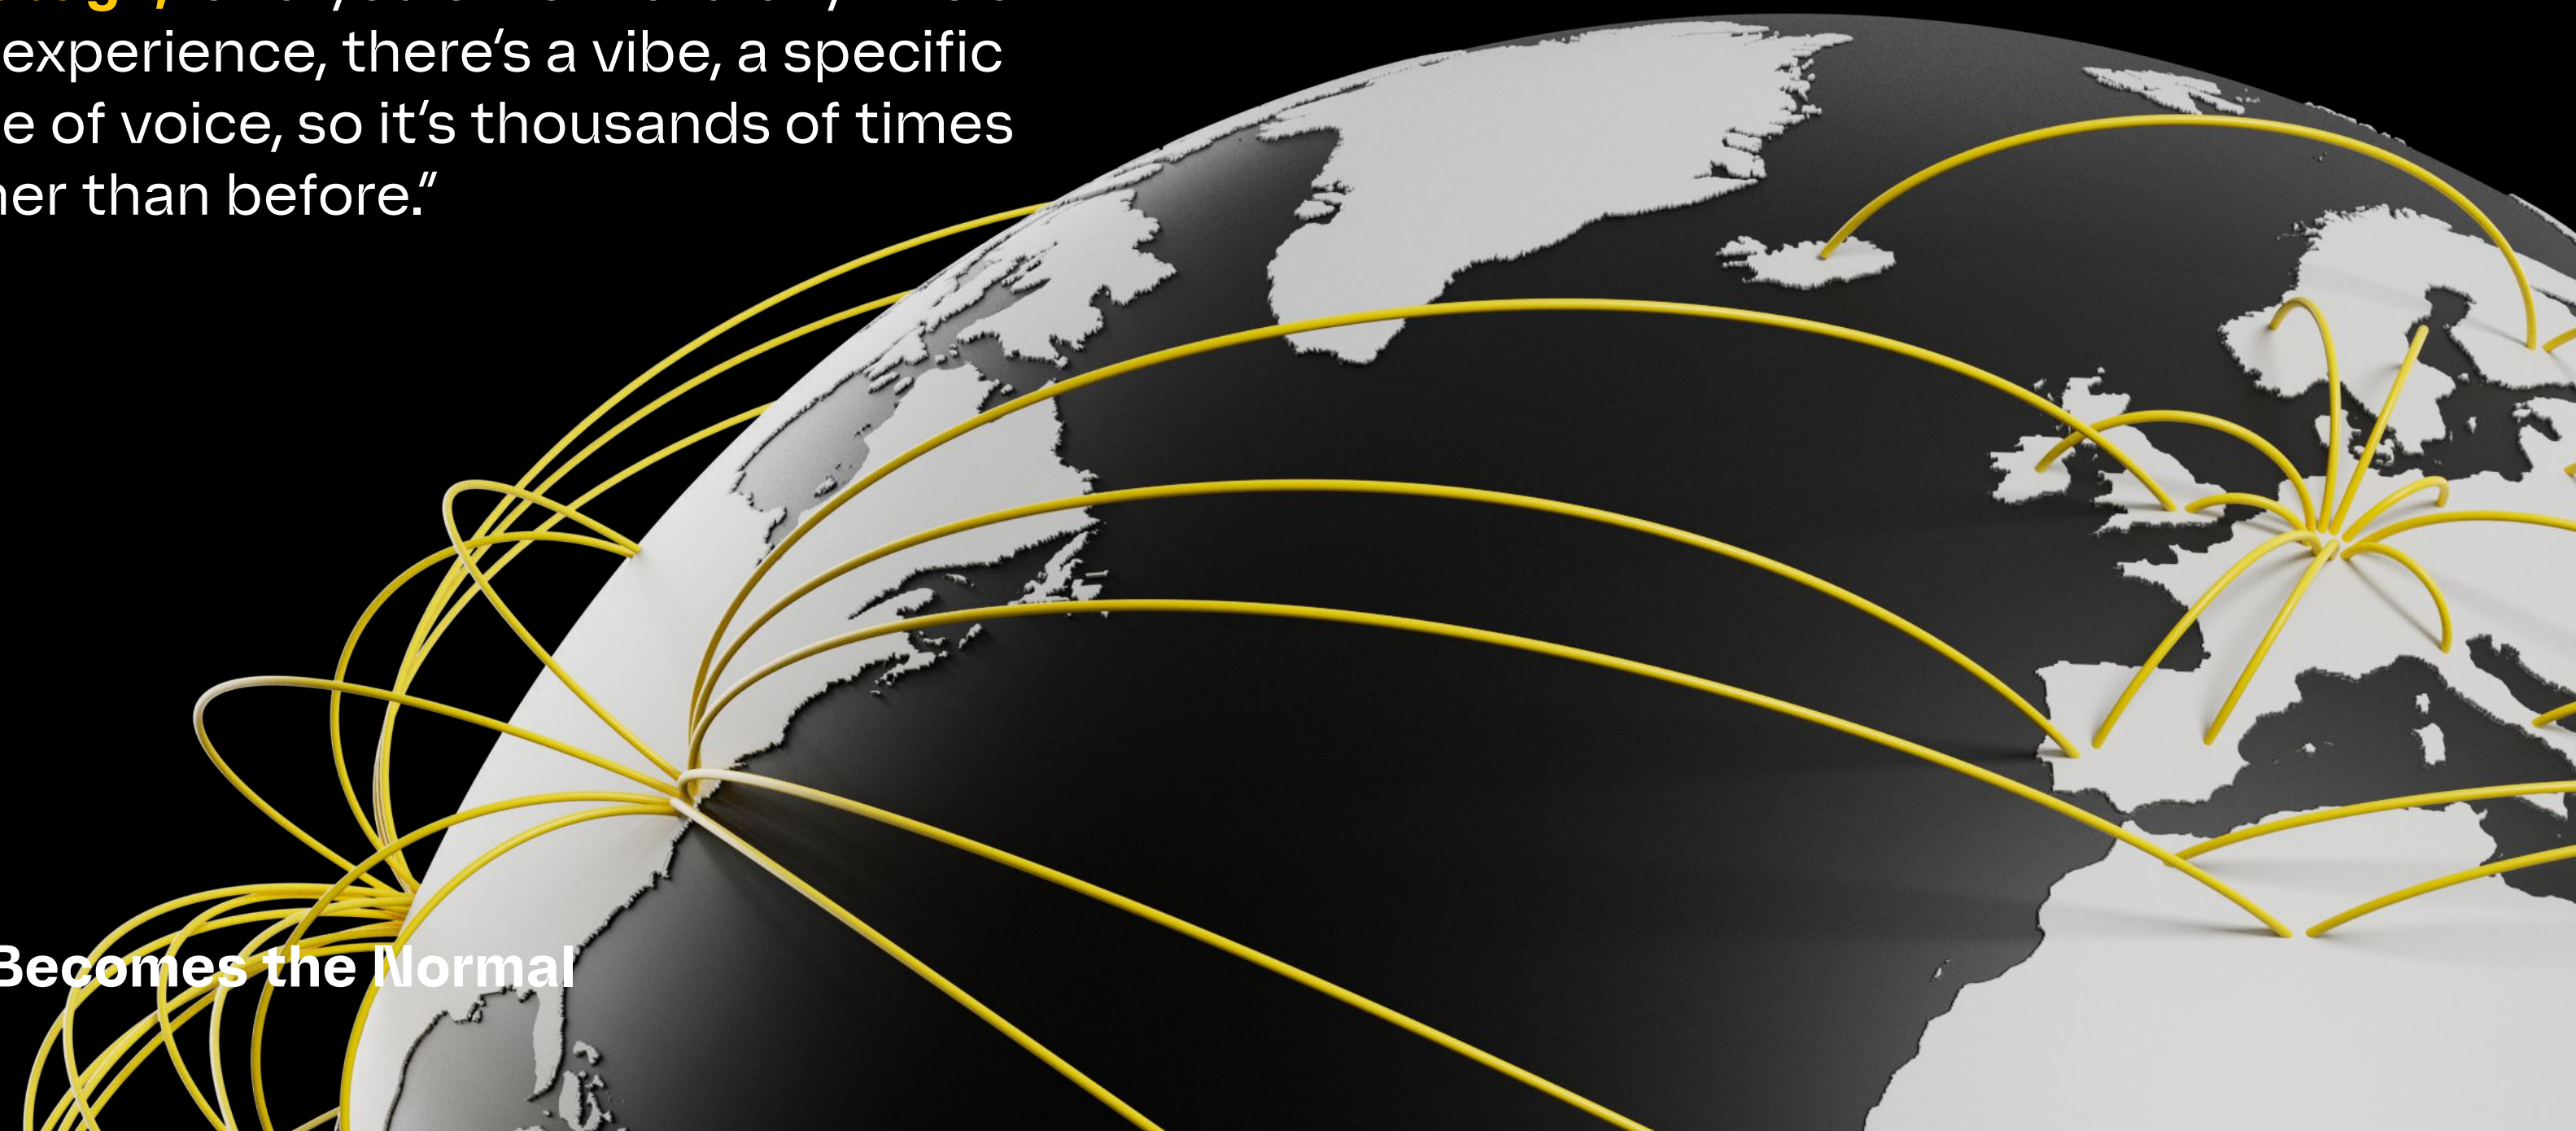 experience, there’s a vibe, a specific
e of voice, so it’s thousands of times
her than before.”
Becomes the Normal